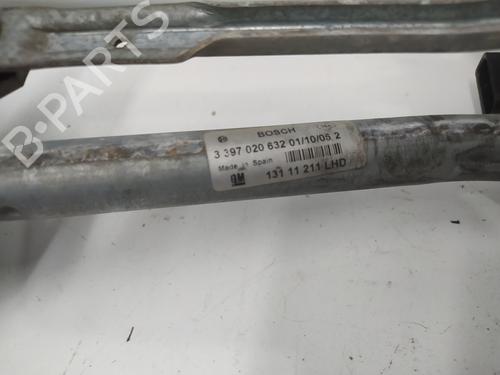 BOSCH
3 397 020 632 01/10/05 2
Made in Spain
GM
131 11 211 LHD
B-PARTS